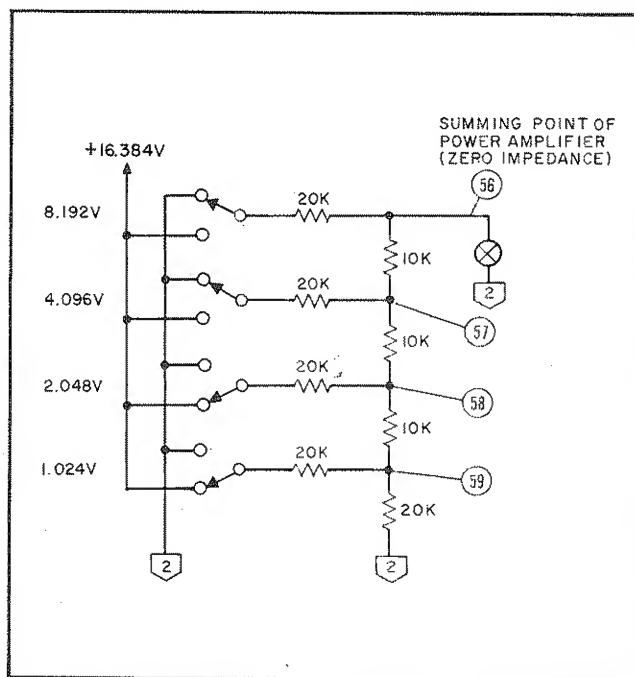 SUMMING POINT OF
POWER AMPLIFIER
(ZERO IMPEDANCE)
+16.384V
56
8.192V
20K
10K
2
4.096V
20K
57
10K
2.048V
20K
58
10K
1.024V
20K
59
20K
2
2